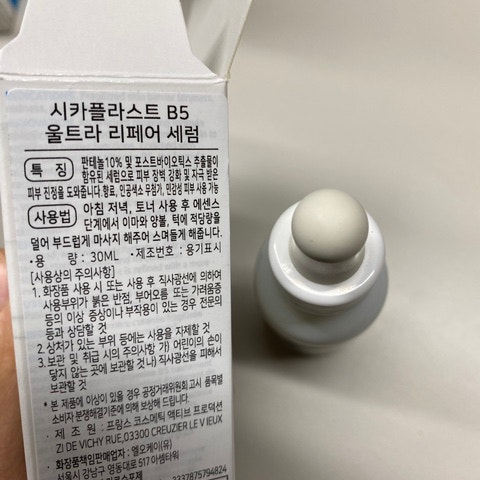 시카플라스트 B5
울트라 리페어 세럼
특 징 판테놀10% 및 포스트바이오틱스 추출물이
함유된 세럼으로 피부 장벽 강화 및 자극 받은
피부 진정을 도와줍니다.향료, 인공색소 무첨가, 민감성 피부 사용 가능
사용법 아침 저녁, 토너 사용 후 에센스
단계에서 이마와 양볼, 턱에 적당량을
덜어 부드럽게 마사지 해주어 스며들게 해줍니다.
·용 량 : 30ML ·제조번호 : 용기표시
[사용상의 주의사항]
1. 화장품 사용 시 또는 사용 후 직사광선에 의하여
사용부위가 붉은 반점, 부어오름 또는 가려움증
등의 이상 증상이나 부작용이 있는 경우 전문의
등과 상담할 것
2. 상처가 있는 부위 등에는 사용을 자제할 것
3. 보관 및 취급 시의 주의사항 가) 어린이의 손이
닿지 않는 곳에 보관할 것 나) 직사광선을 피해서
보관할 것
* 본 제품에 이상이 있을 경우 공정거래위원회 고시 품목별
소비자 분쟁해결기준에 의해 보상해 드립니다.
· 제 조 원 : 프랑스 코스메틱 액티브 프로덕션
ZI DE VICHY RUE,03300 CREUZIER LE V IEUX
· 화장품책임판매업자 : 엘오케이(유)
서울시 강남구 영동대로 517 아셈타워
3337875794824